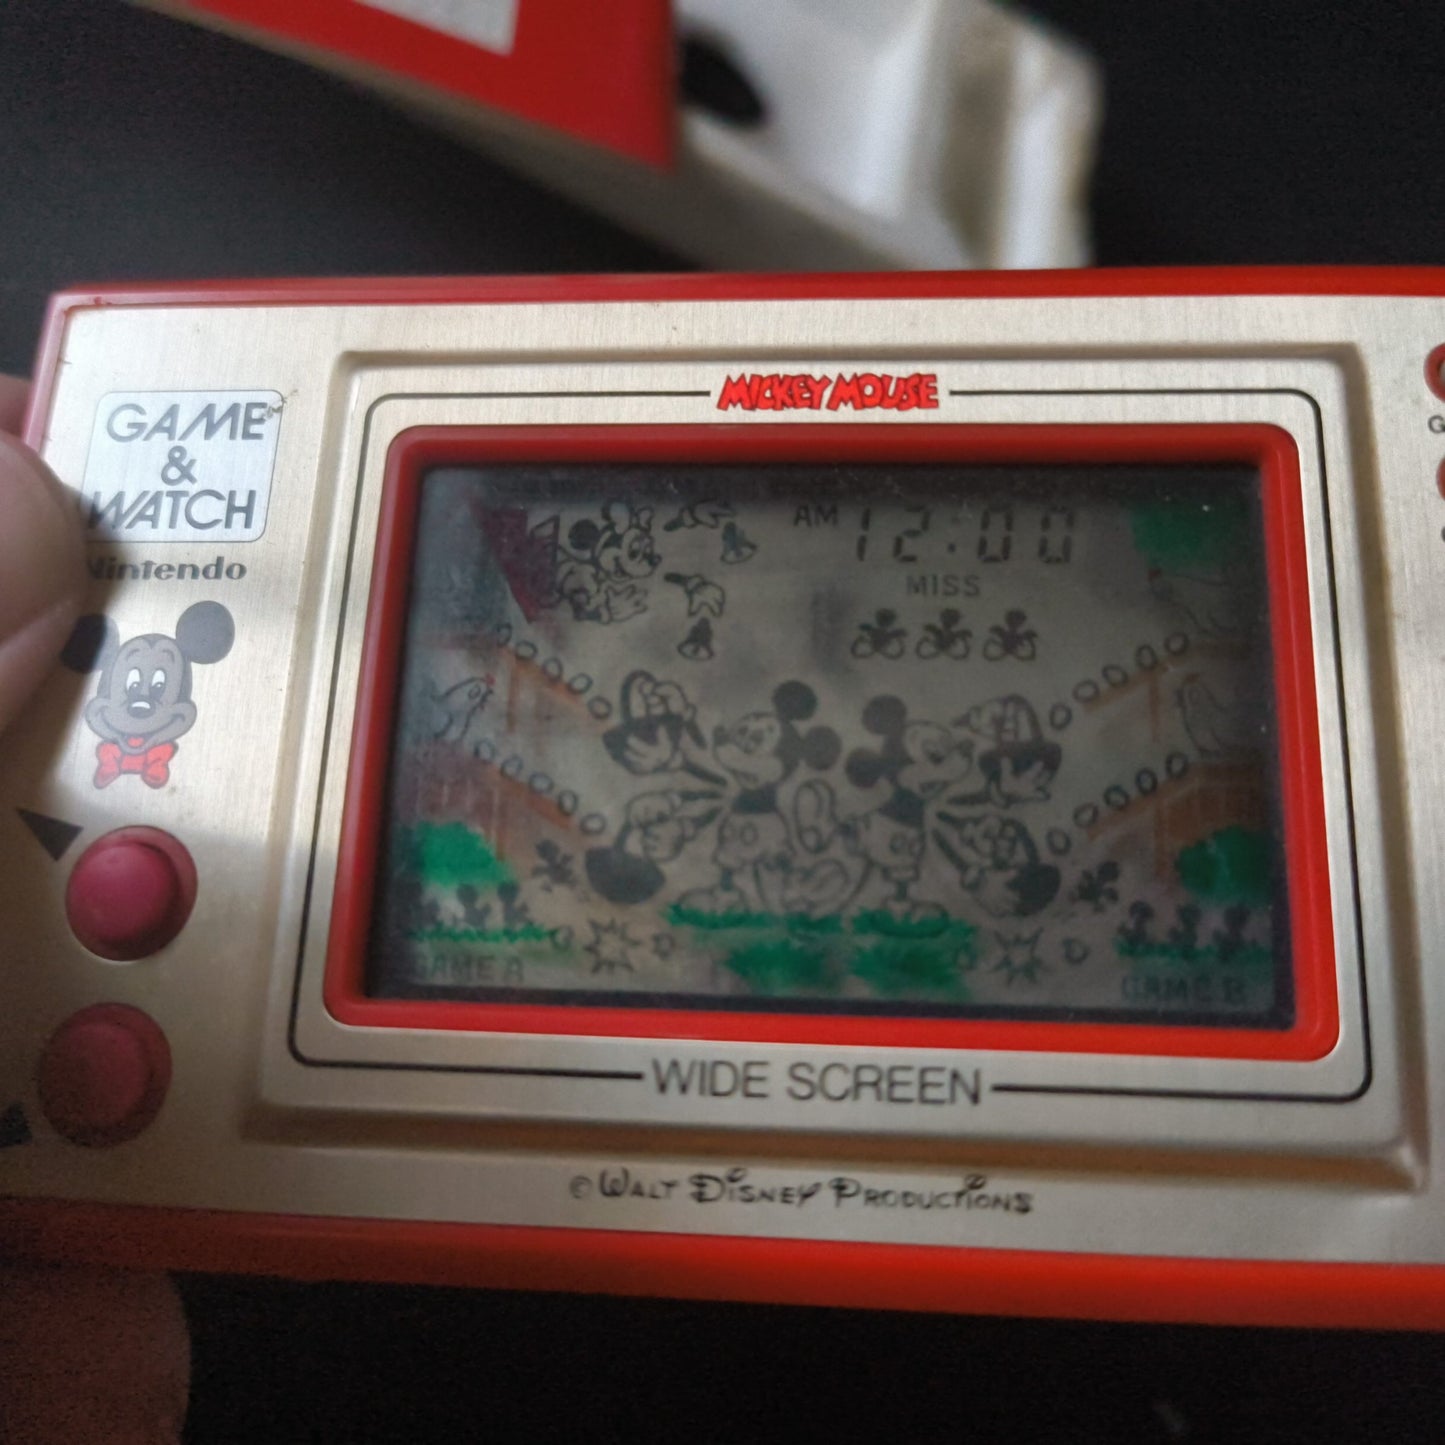 GAME
&
WATCH
Nintendo
MICKEY MOUSE
AM 12:00
MISS
GAME A
GAME B
WIDE SCREEN
© WALT DISNEY PRODUCTIONS